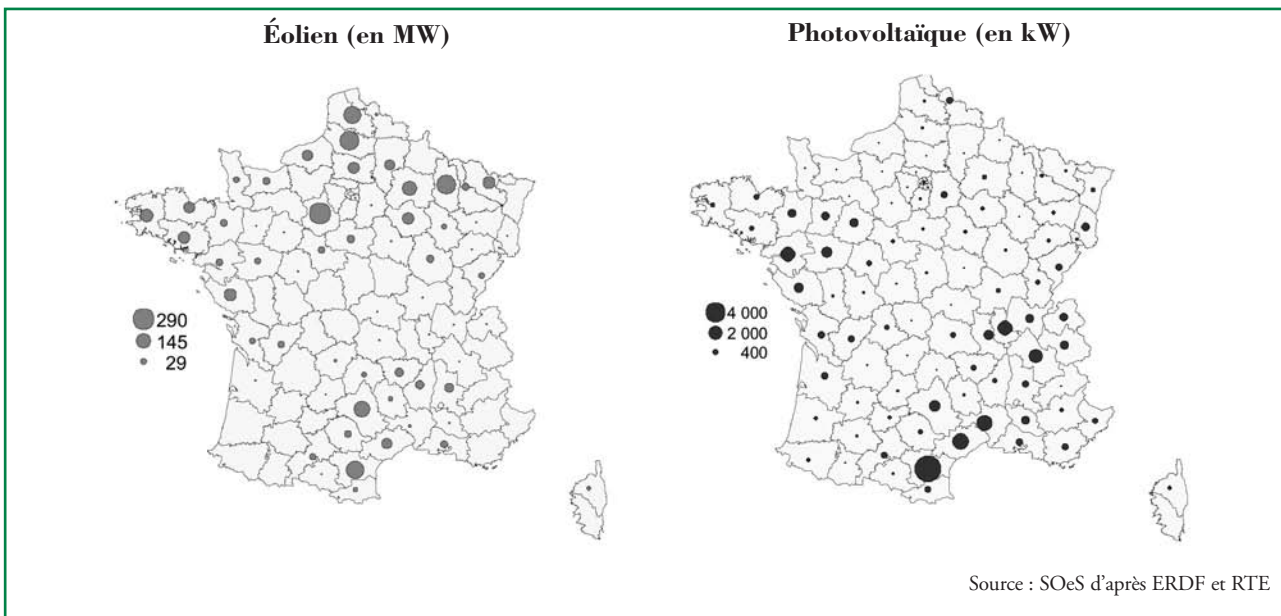 Éolien (en MW)
Photovoltaïque (en kW)
290
145
29
4 000
2 000
400
Source : SOeS d'après ERDF et RTE